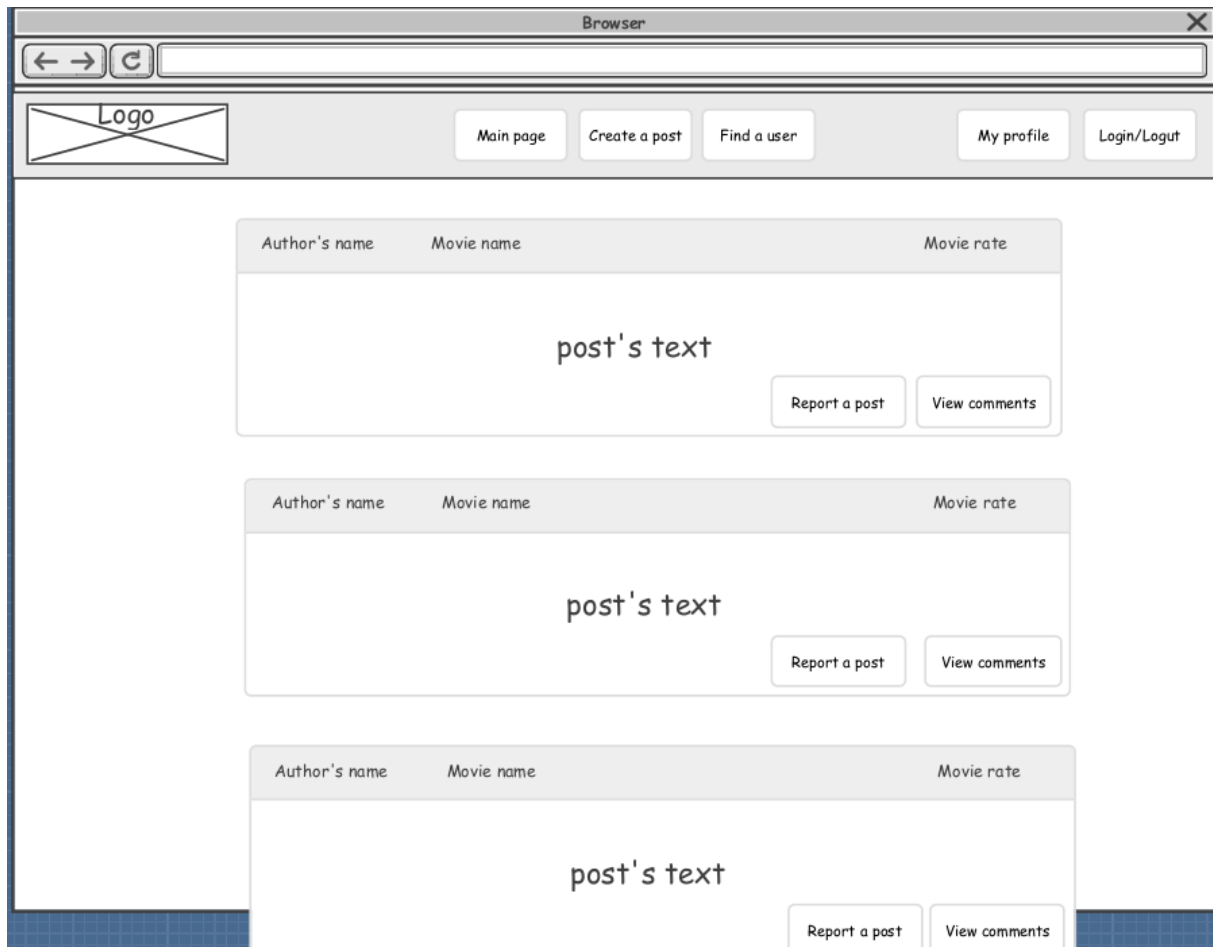 Browser
Logo
Main page Create a post Find a user My profile Login/Logut
Author's name Movie name Movie rate
post's text
Report a post View comments
Author's name Movie name Movie rate
post's text
Report a post View comments
Author's name Movie name Movie rate
post's text
Report a post View comments